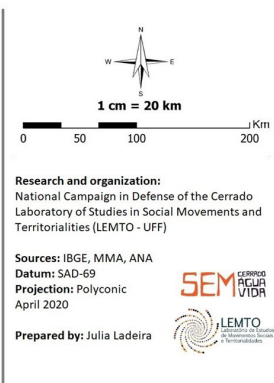 N
W E
S
1 cm = 20 km
Km
0 50 100 200
Research and organization:
National Campaign in Defense of the Cerrado
Laboratory of Studies in Social Movements and
Territorialities (LEMTO - UFF)
Sources: IBGE, MMA, ANA
Datum: SAD-69
Projection: Polyconic
April 2020
SEM CERRADO
ÁGUA
VIDA
Prepared by: Julia Ladeira
LEMTO
Laboratório de Estudos
de Movimentos Sociais
e Territorialidades